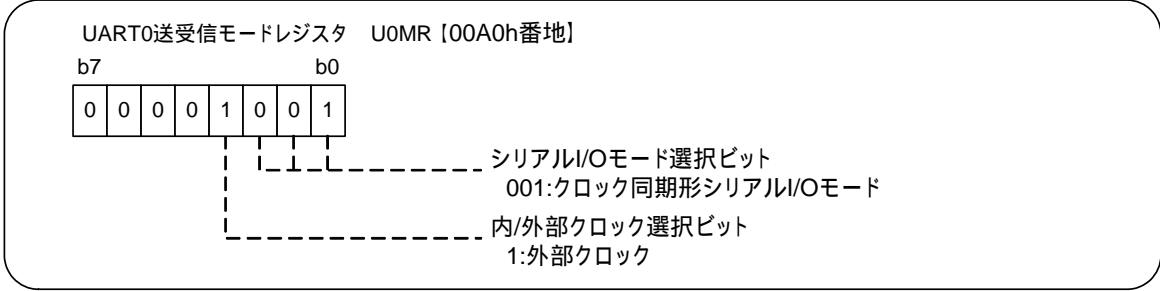 UART0送受信モードレジスタ U0MR【00A0h番地】
b7 b0
0 0 0 0 1 0 0 1
シリアルI/Oモード選択ビット
001:クロック同期形シリアルI/Oモード
内/外部クロック選択ビット
1:外部クロック